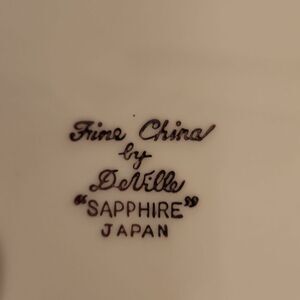 Fine China
by
DeVille
"SAPPHIRE"
JAPAN